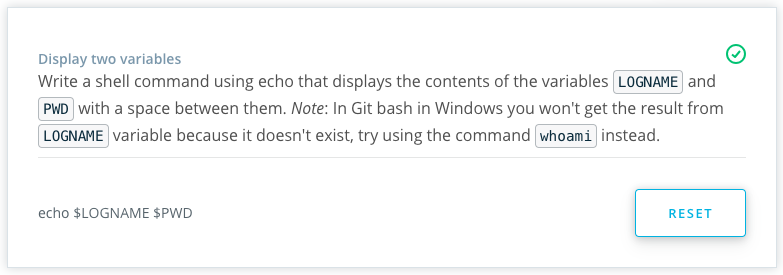 Display two variables
Write a shell command using echo that displays the contents of the variables LOGNAME and
PWD with a space between them. Note: In Git bash in Windows you won't get the result from
LOGNAME variable because it doesn't exist, try using the command whoami instead.
echo $LOGNAME $PWD
RESET